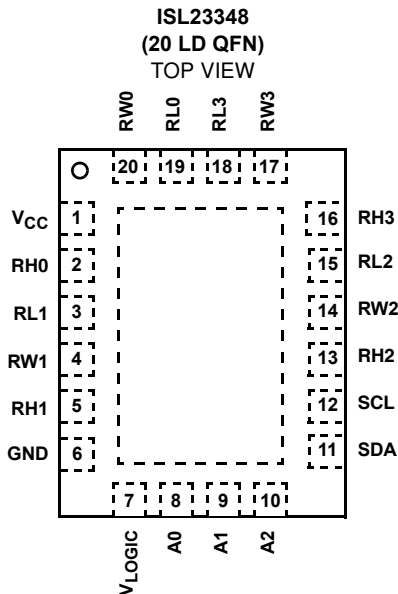 ISL23348
(20 LD QFN)
TOP VIEW
RW0 RL0 RL3 RW3
20 19 18 17
VCC 1 16 RH3
RH0 2 15 RL2
RL1 3 14 RW2
RW1 4 13 RH2
RH1 5 12 SCL
GND 6 11 SDA
7 8 9 10
VLOGIC A0 A1 A2